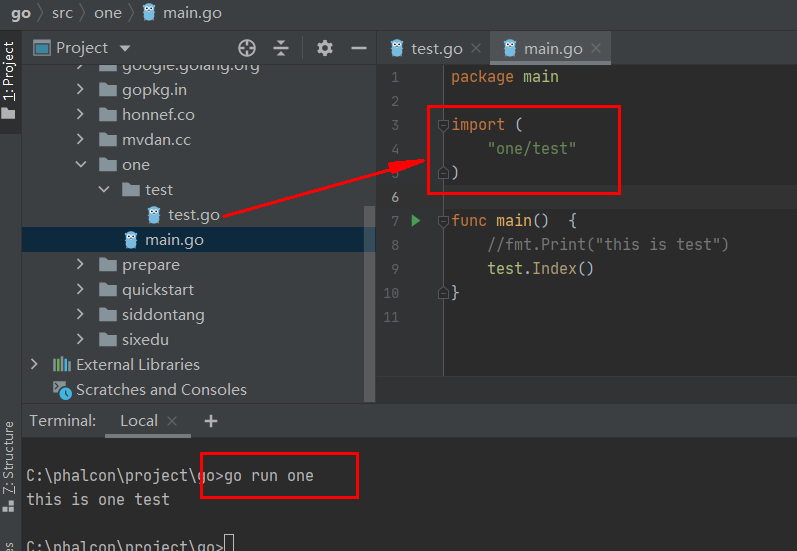 go src one main.go
Project
test.go main.go
1: Project
google.golang.org
gopkg.in
honnef.co
mvdan.cc
one
test
test.go
main.go
prepare
quickstart
siddontang
sixedu
External Libraries
Scratches and Consoles
1 package main
2
3 import (
4 "one/test"
5 )
6
7 func main() {
8 //fmt.Print("this is test")
9 test.Index()
10 }
11
Z: Structure
Terminal: Local +
C:\phalcon\project\go>go run one
this is one test
C:\phalcon\project\go>